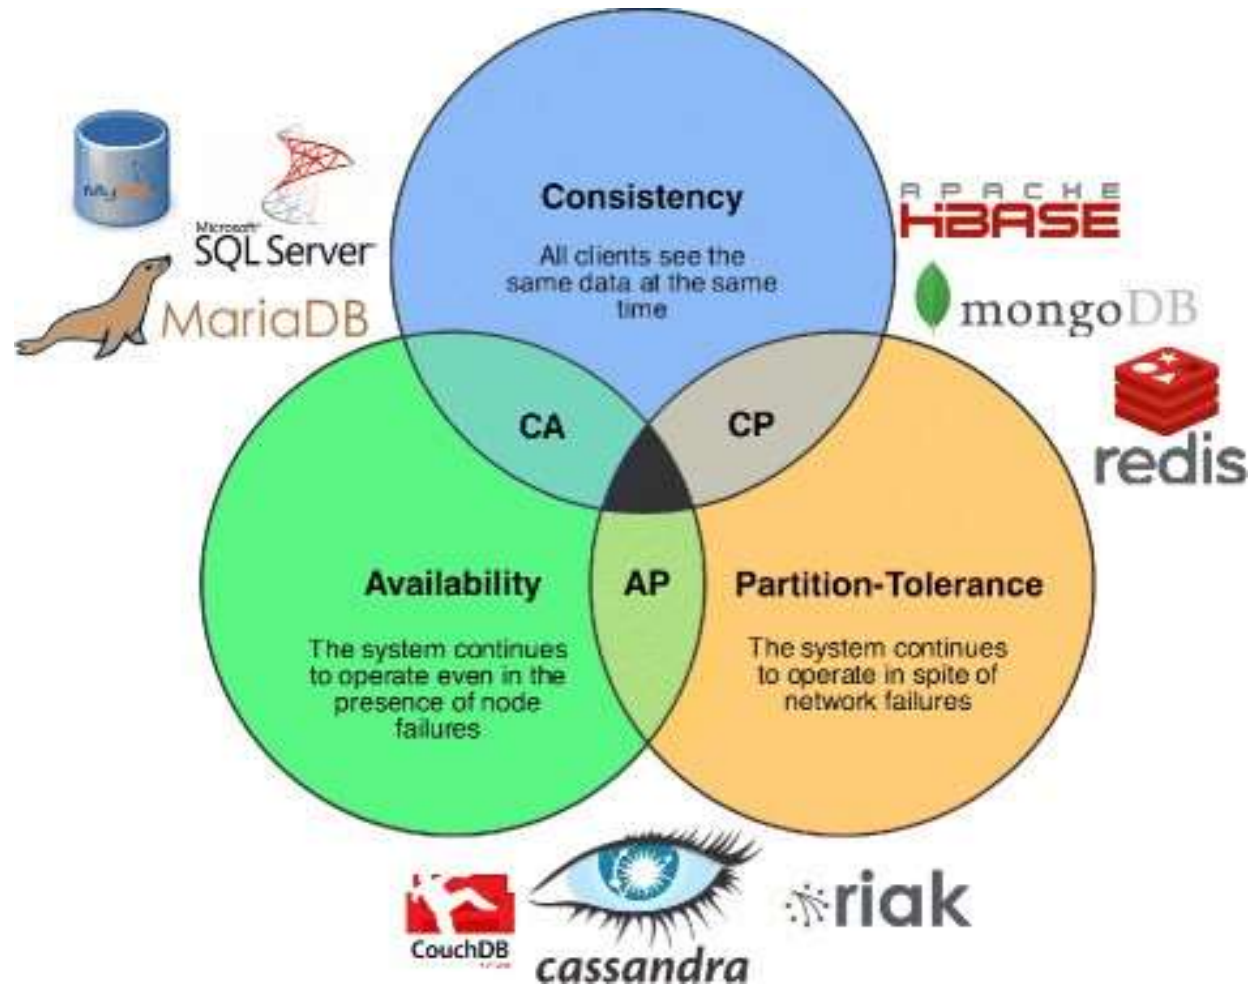 Consistency
All clients see the
same data at the same
time
My
Microsoft
SQL Server
MariaDB
APACHE
HBASE
mongoDB
redis
CA
CP
AP
Availability
The system continues
to operate even in the
presence of node
failures
Partition-Tolerance
The system continues
to operate in spite of
network failures
CouchDB
cassandra
riak